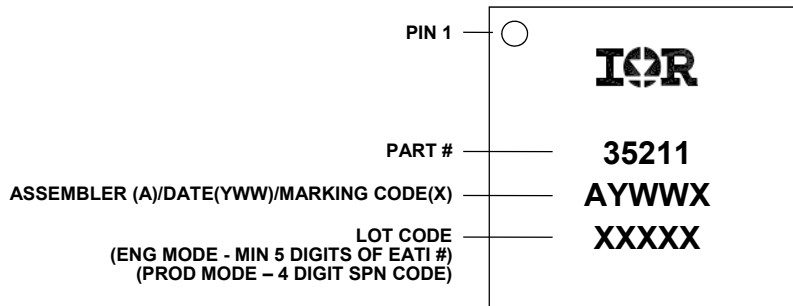 PIN 1
IOR
PART #
35211
ASSEMBLER (A)/DATE(YWW)/MARKING CODE(X)
AYWWX
LOT CODE
(ENG MODE - MIN 5 DIGITS OF EATI #)
(PROD MODE – 4 DIGIT SPN CODE)
XXXXX